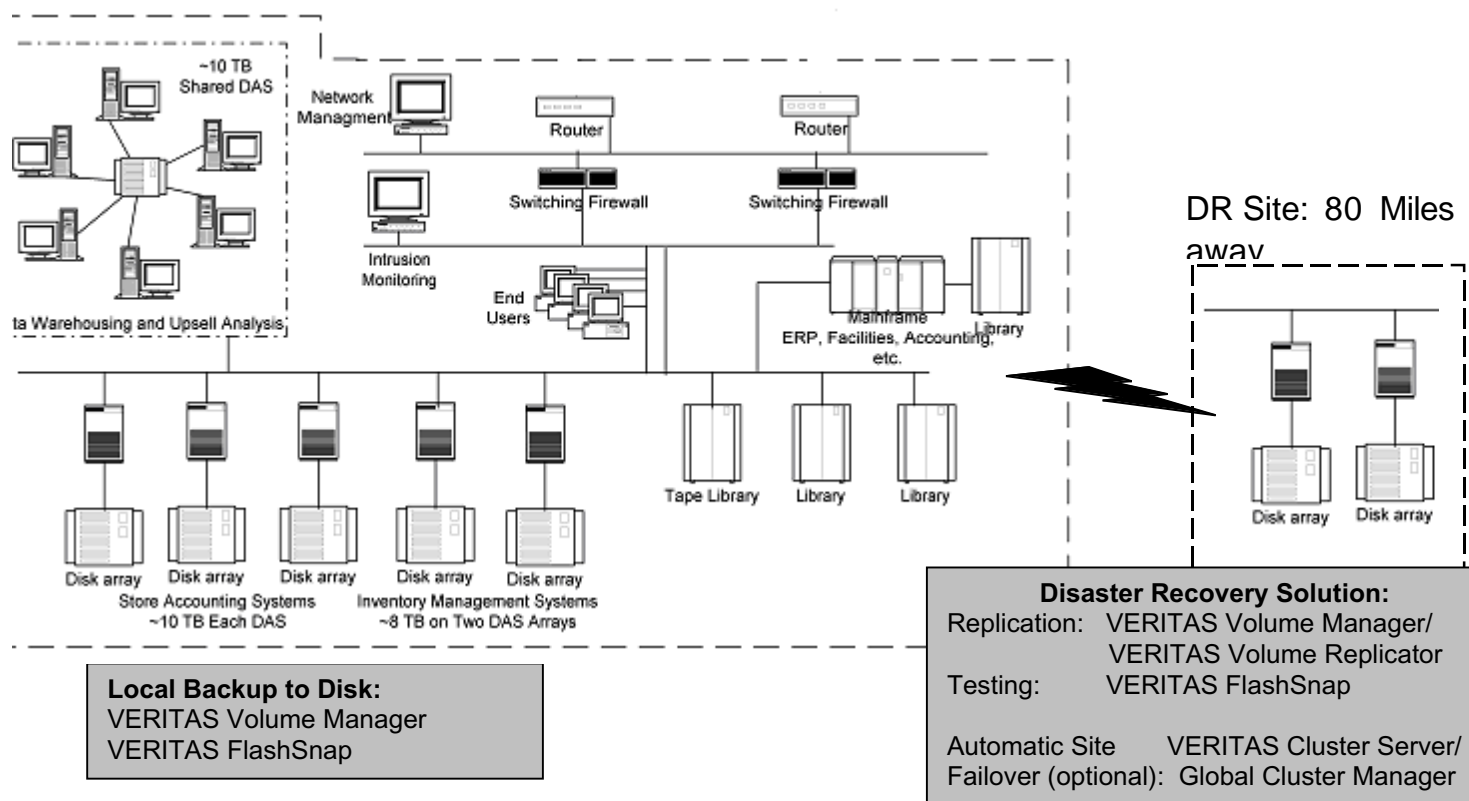 ~10 TB
Shared DAS
ta Warehousing and Upsell Analysis
Network
Managment
Router
Router
Switching Firewall
Switching Firewall
Intrusion
Monitoring
End
Users
Mainframe
ERP, Facilities, Accounting,
etc.
Library
Tape Library
Library
Library
Disk array
Disk array
Disk array
Disk array
Disk array
Store Accounting Systems
~10 TB Each DAS
Inventory Management Systems
~8 TB on Two DAS Arrays
DR Site: 80 Miles
away
Disk array
Disk array
Local Backup to Disk:
VERITAS Volume Manager
VERITAS FlashSnap
Disaster Recovery Solution:
Replication: VERITAS Volume Manager/
VERITAS Volume Replicator
Testing: VERITAS FlashSnap
Automatic Site VERITAS Cluster Server/
Failover (optional): Global Cluster Manager